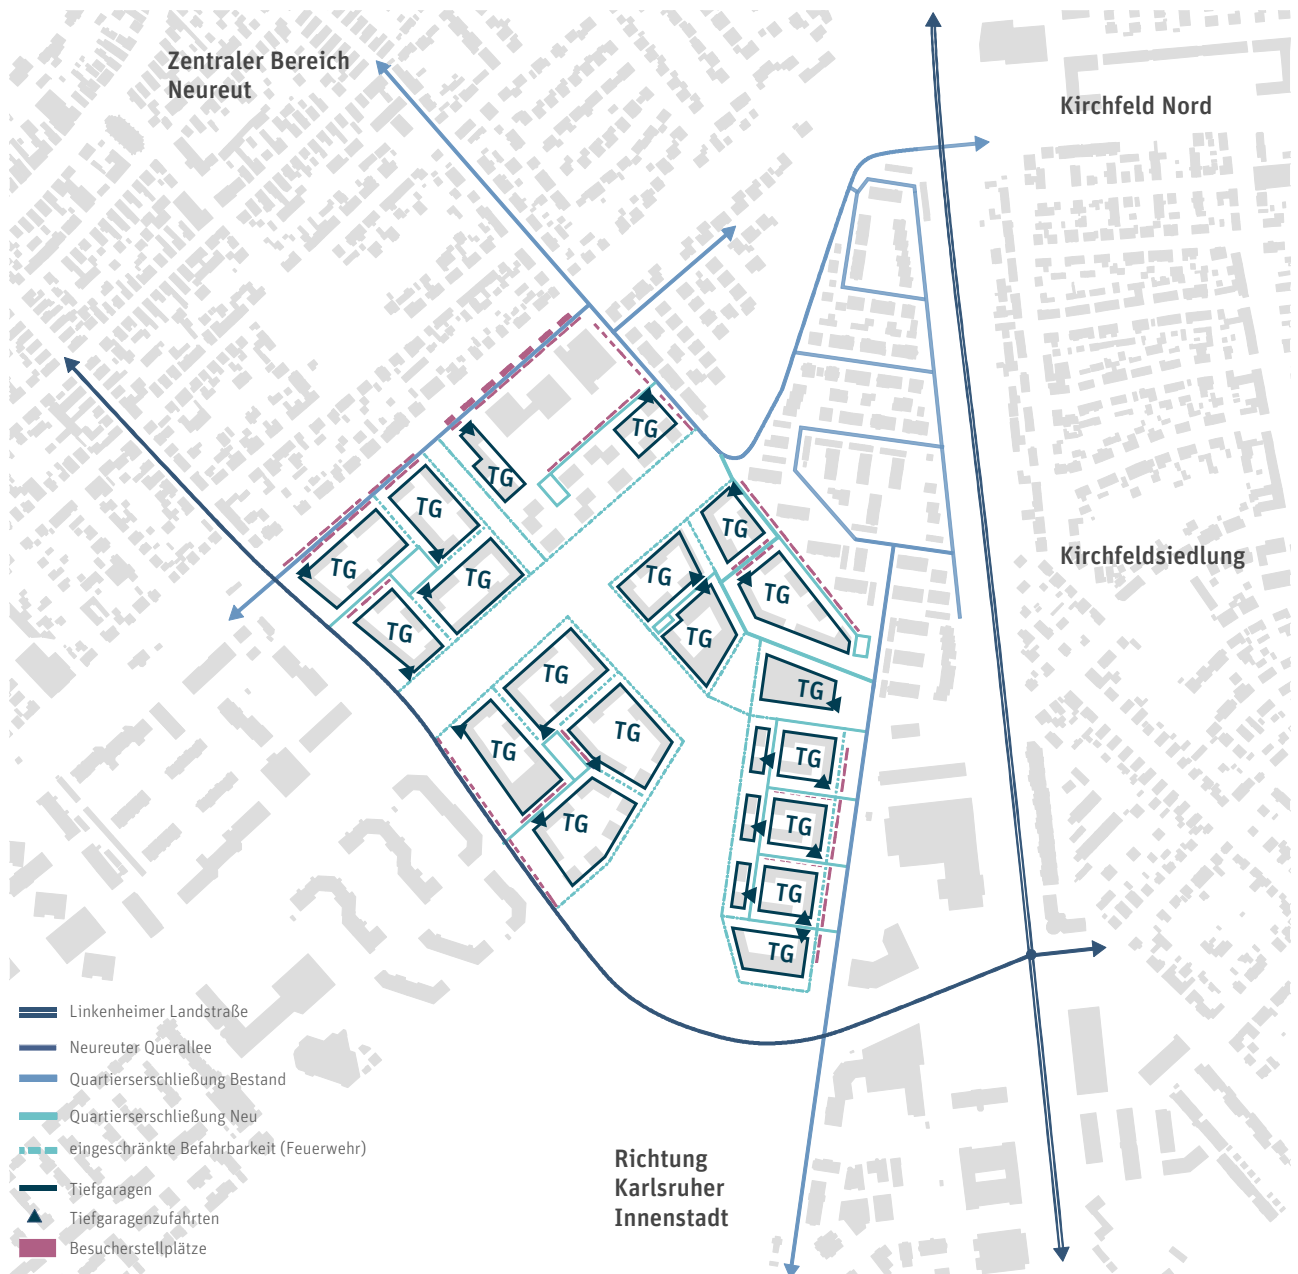 Zentraler Bereich
Neureut
Kirchfeld Nord
TG
TG
TG
TG
TG
TG
TG
TG
TG
Kirchfeldsiedlung
TG
TG
TG
TG
TG
TG
TG
TG
TG
TG
TG
TG
Linkenheimer Landstraße
Neureuter Querallee
Quartierserschließung Bestand
Quartierserschließung Neu
eingeschränkte Befahrbarkeit (Feuerwehr)
Tiefgaragen
Tiefgaragenzufahrten
Besucherstellplätze
Richtung
Karlsruher
Innenstadt